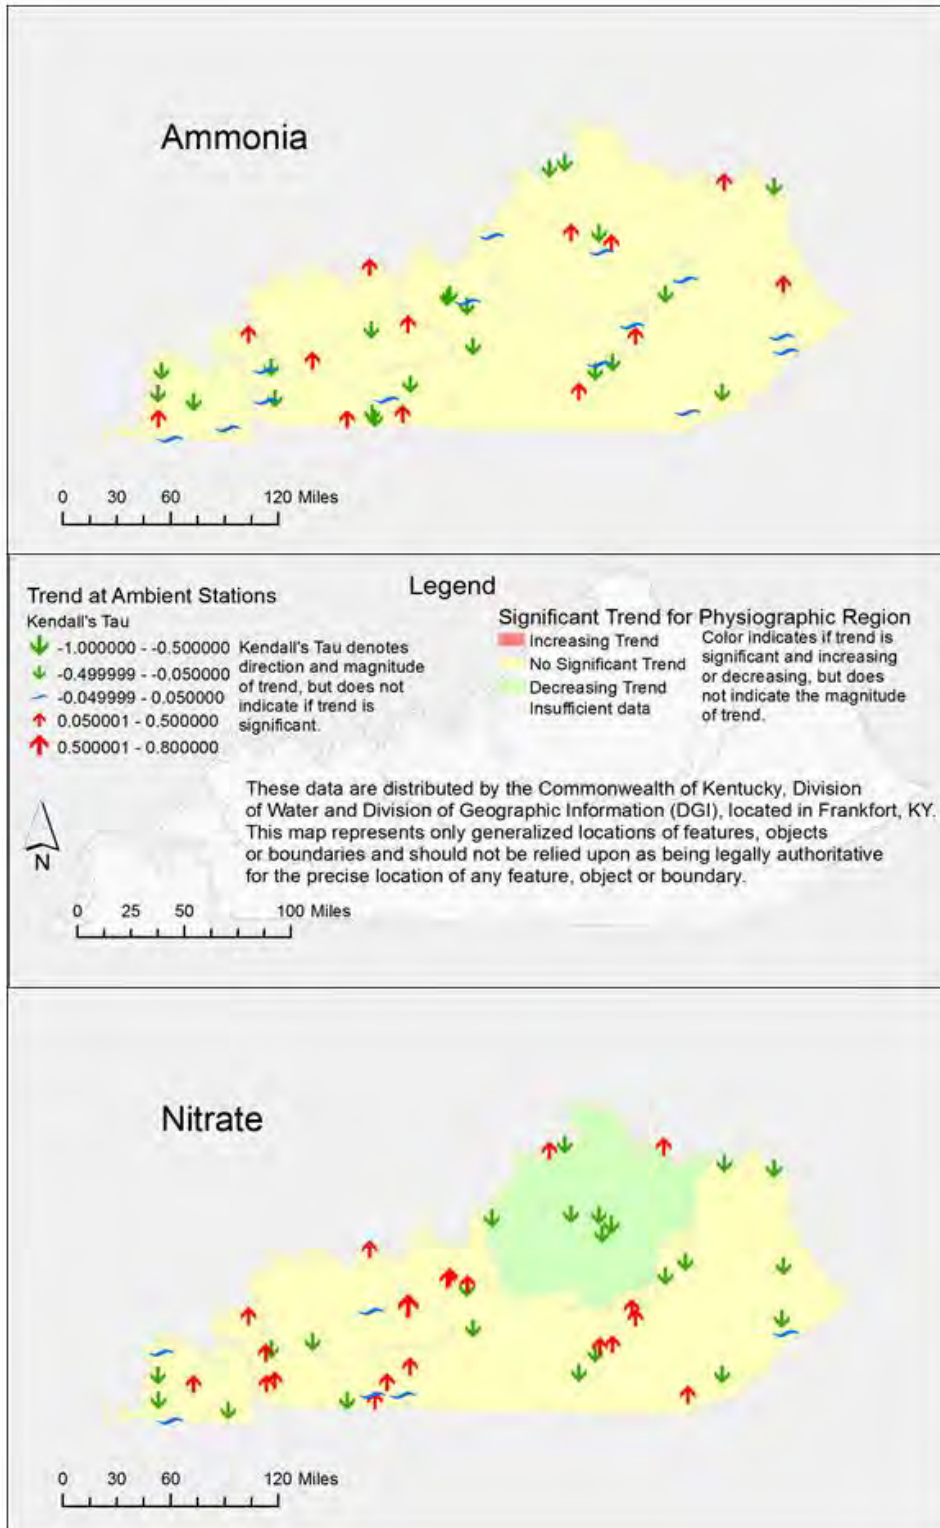 Ammonia
0 30 60 120 Miles
Legend
Trend at Ambient Stations
Kendall's Tau
-1.000000 - -0.500000
-0.499999 - -0.050000
-0.049999 - 0.050000
0.050001 - 0.500000
0.500001 - 0.800000
Kendall's Tau denotes
direction and magnitude
of trend, but does not
indicate if trend is
significant.
Significant Trend for Physiographic Region
Increasing Trend
No Significant Trend
Decreasing Trend
Insufficient data
Color indicates if trend is
significant and increasing
or decreasing, but does
not indicate the magnitude
of trend.
These data are distributed by the Commonwealth of Kentucky, Division
of Water and Division of Geographic Information (DGI), located in Frankfort, KY.
This map represents only generalized locations of features, objects
or boundaries and should not be relied upon as being legally authoritative
for the precise location of any feature, object or boundary.
N
0 25 50 100 Miles
Nitrate
0 30 60 120 Miles